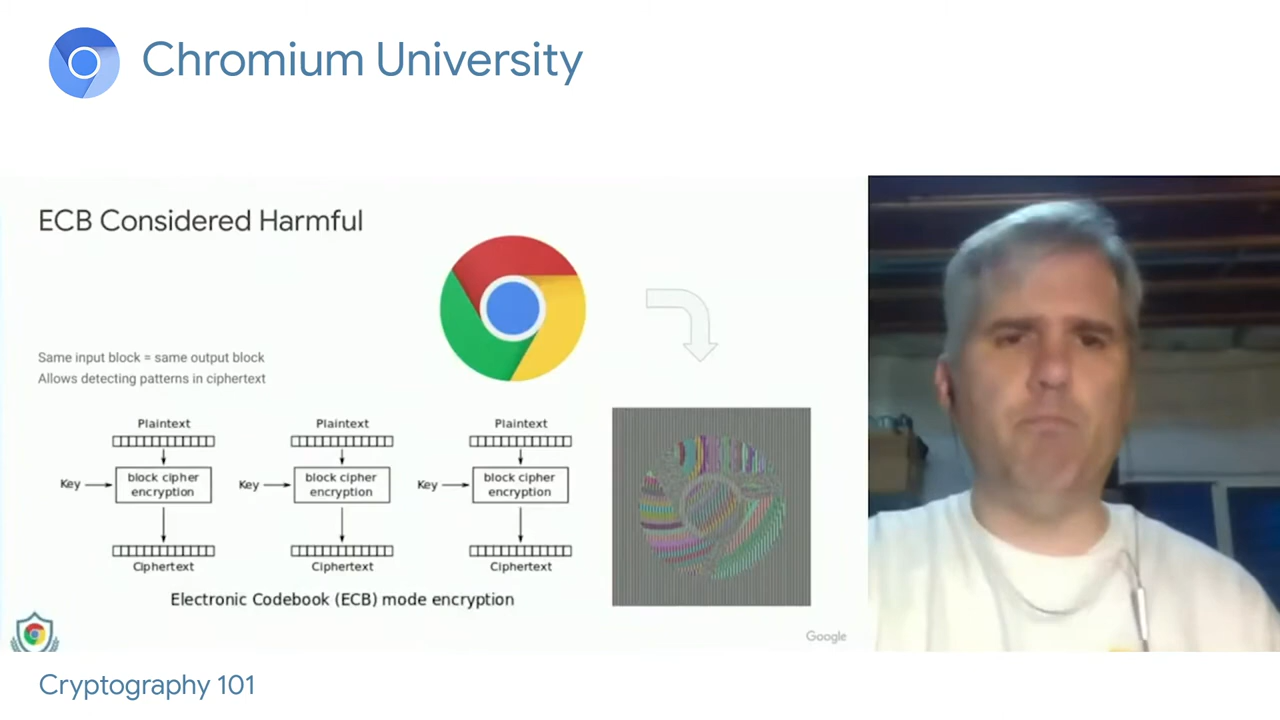 Chromium University
ECB Considered Harmful
Same input block = same output block
Allows detecting patterns in ciphertext
Plaintext Plaintext Plaintext
Key block cipher encryption Key block cipher encryption Key block cipher encryption
Ciphertext Ciphertext Ciphertext
Electronic Codebook (ECB) mode encryption
Google
Cryptography 101